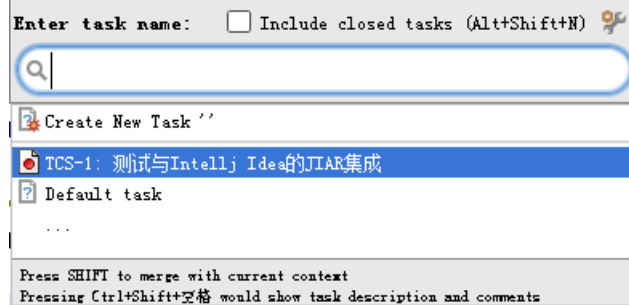 Enter task name: Include closed tasks (Alt+Shift+N)
Create New Task ''
TCS-1: 测试与Intellj Idea的JIAR集成
Default task
...
Press SHIFT to merge with current context
Pressing Ctrl+Shift+空格 would show task description and comments